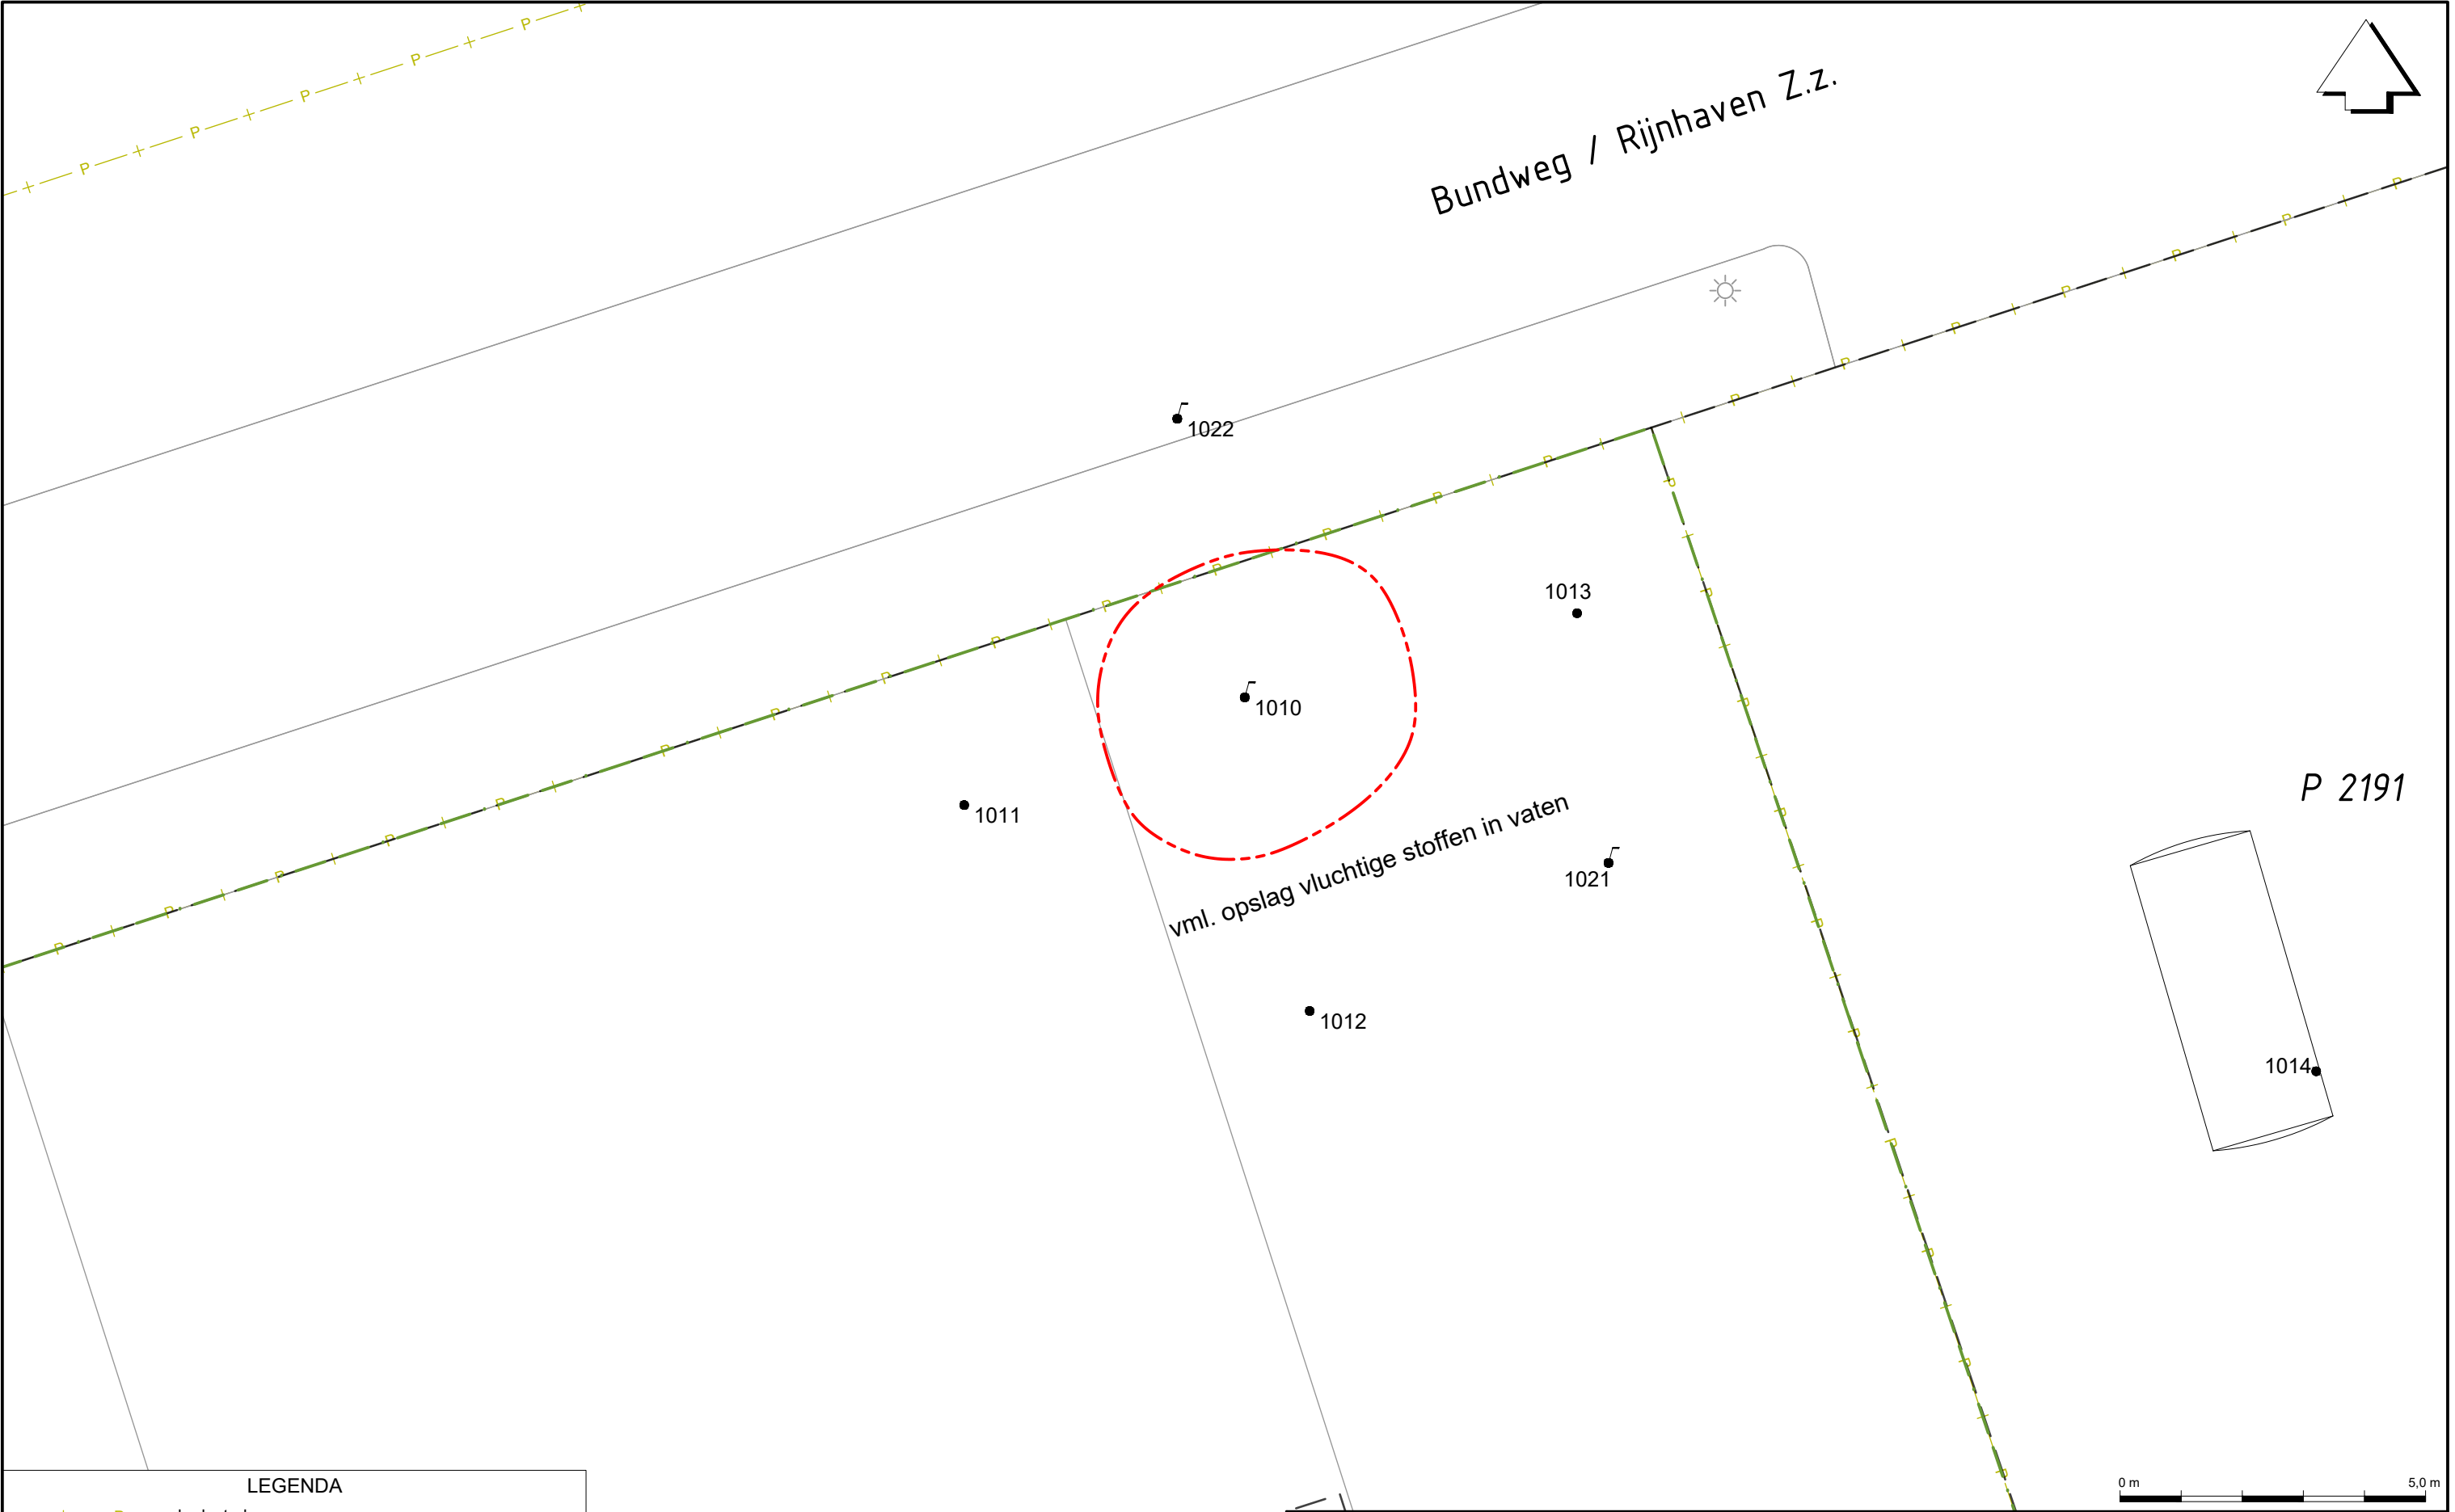 Bundweg / Rijnhaven Z.z.
1022
1013
1010
P 2191
1011
vml. opslag vluchtige stoffen in vaten
1021
1012
1014
LEGENDA
0 m 5,0 m